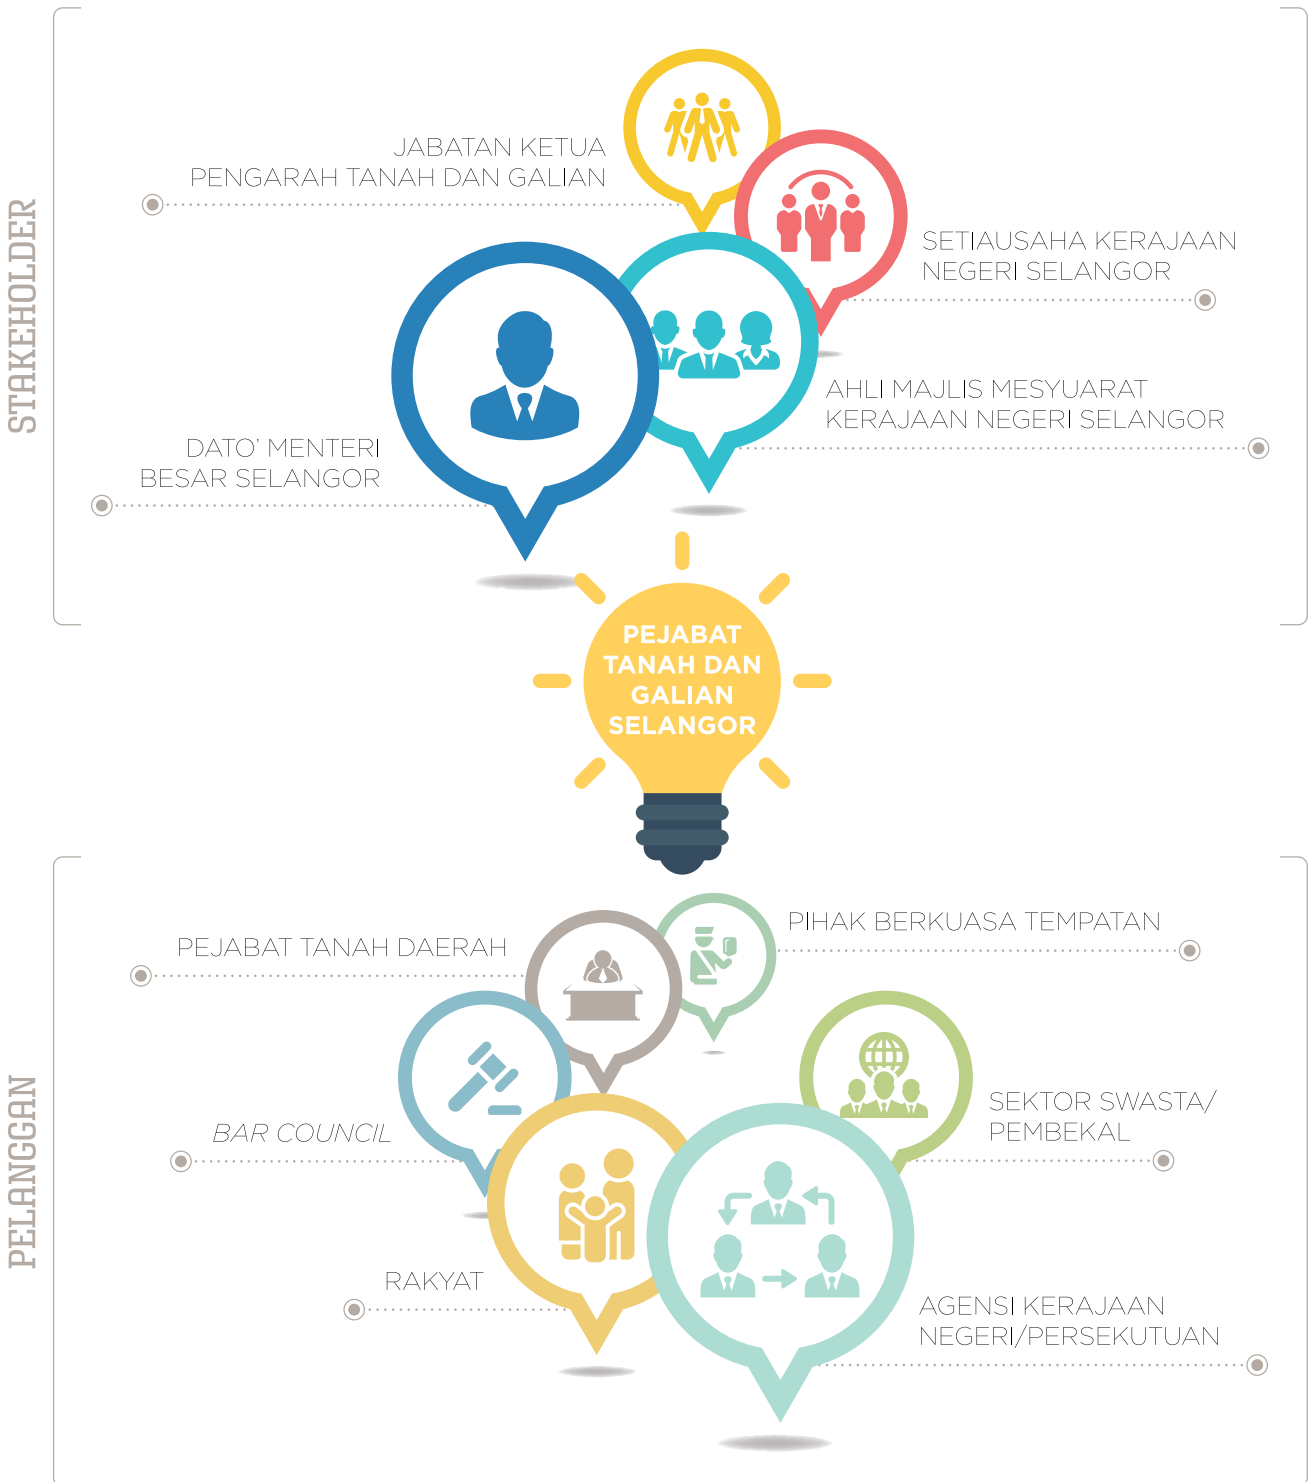 STAKEHOLDER
JABATAN KETUA
PENGARAH TANAH DAN GALIAN
SETIAUSAHA KERAJAAN
NEGERI SELANGOR
AHLI MAJLIS MESYUARAT
KERAJAAN NEGERI SELANGOR
DATO' MENTERI
BESAR SELANGOR
PEJABAT
TANAH DAN
GALIAN
SELANGOR
PELANGGAN
PIHAK BERKUASA TEMPATAN
PEJABAT TANAH DAERAH
SEKTOR SWASTA/
PEMBEKAL
BAR COUNCIL
RAKYAT
AGENSI KERAJAAN
NEGERI/PERSEKUTUAN